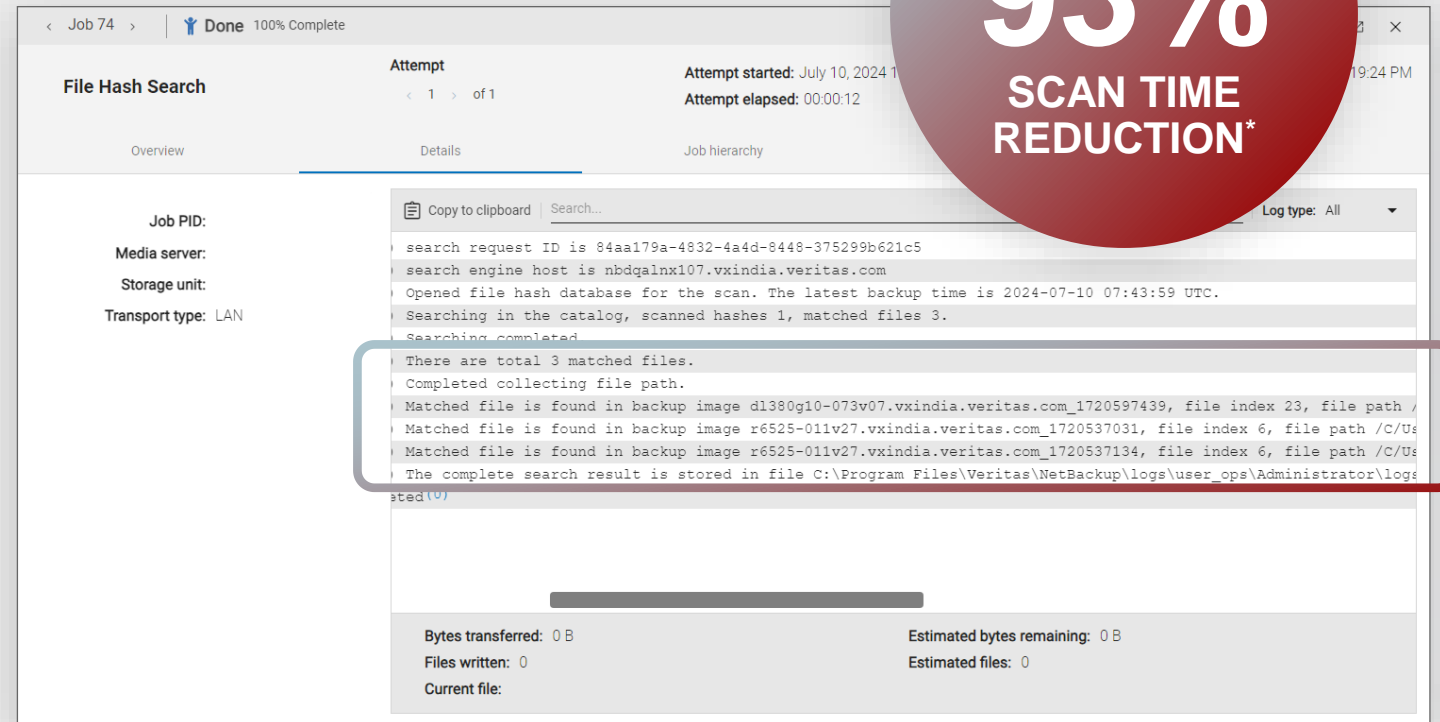 Job 74
Done 100% Complete
93%
SCAN TIME
REDUCTION*
File Hash Search
Attempt
1 of 1
Attempt started: July 10, 2024 1
19:24 PM
Attempt elapsed: 00:00:12
Overview
Details
Job hierarchy
Job PID:
Media server:
Storage unit:
Transport type: LAN
Copy to clipboard
Search...
Log type: All
search request ID is 84aa179a-4832-4a4d-8448-375299b621c5
search engine host is nbdqalnx107.vxindia.veritas.com
Opened file hash database for the scan. The latest backup time is 2024-07-10 07:43:59 UTC.
Searching in the catalog, scanned hashes 1, matched files 3.
Searching completed
There are total 3 matched files.
Completed collecting file path.
Matched file is found in backup image dl380g10-073v07.vxindia.veritas.com_1720597439, file index 23, file path /
Matched file is found in backup image r6525-011v27.vxindia.veritas.com_1720537031, file index 6, file path /C/Us
Matched file is found in backup image r6525-011v27.vxindia.veritas.com_1720537134, file index 6, file path /C/Us
The complete search result is stored in file C:\Program Files\Veritas\NetBackup\logs\user_ops\Administrator\logs
eted(0)
Bytes transferred: 0 B
Estimated bytes remaining: 0 B
Files written: 0
Estimated files: 0
Current file: